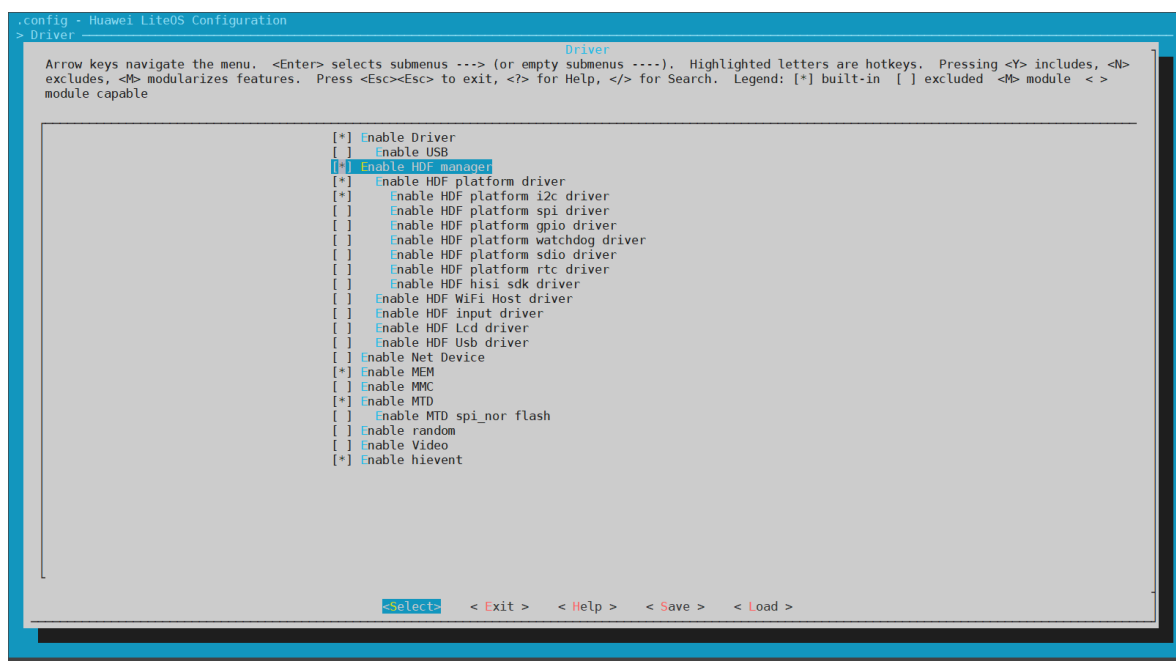 .config - Huawei LiteOS Configuration
> Driver
Driver
Arrow keys navigate the menu.  <Enter> selects submenus ---> (or empty submenus ----).  Highlighted letters are hotkeys.  Pressing <Y> includes, <N>
excludes, <M> modularizes features.  Press <Esc><Esc> to exit, <?> for Help, </> for Search.  Legend: [*] built-in  [ ] excluded  <M> module  < >
module capable
[*] Enable Driver
[ ]   Enable USB
[*] Enable HDF manager
[*]   Enable HDF platform driver
[*]     Enable HDF platform i2c driver
[ ]     Enable HDF platform spi driver
[ ]     Enable HDF platform gpio driver
[ ]     Enable HDF platform watchdog driver
[ ]     Enable HDF platform sdio driver
[ ]     Enable HDF platform rtc driver
[ ]     Enable HDF hisi sdk driver
[ ]   Enable HDF WiFi Host driver
[ ]   Enable HDF input driver
[ ]   Enable HDF Lcd driver
[ ]   Enable HDF Usb driver
[ ] Enable Net Device
[*] Enable MEM
[ ] Enable MMC
[*] Enable MTD
[ ]   Enable MTD spi_nor flash
[ ] Enable random
[ ] Enable Video
[*] Enable hievent
<Select>    < Exit >    < Help >    < Save >    < Load >